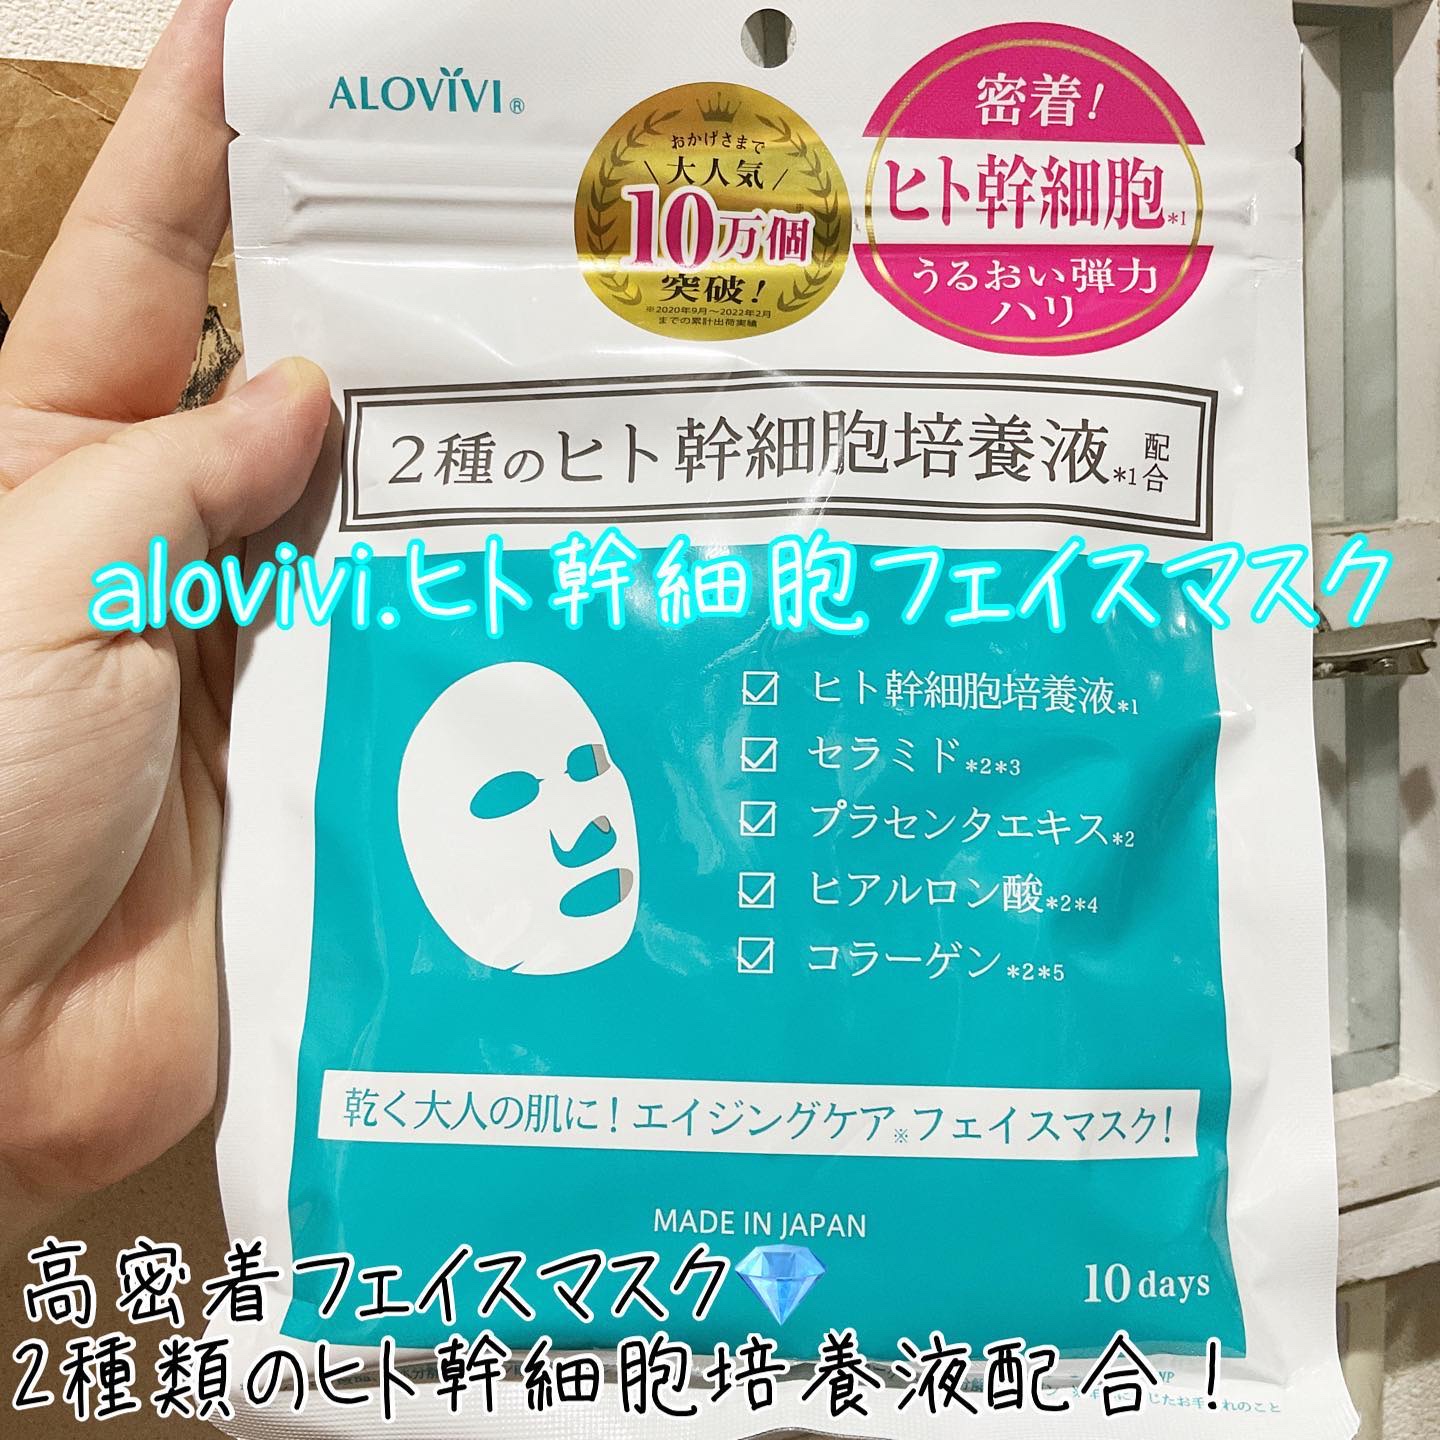 ALOVIVI®
おかげさまで
大人気
10万個※
突破！
※2020年9月～2022年2月
までの累計出荷実績
密着！
ヒト幹細胞*1
うるおい弾力
ハリ
2種のヒト幹細胞培養液*1配合
alovivi.ヒト幹細胞フェイスマスク
ヒト幹細胞培養液*1
セラミド*2*3
プラセンタエキス*2
ヒアルロン酸*2*4
コラーゲン*2*5
乾く大人の肌に！エイジングケア※フェイスマスク！
MADE IN JAPAN
10 days
高密着フェイスマスク💎
2種類のヒト幹細胞培養液配合！
じたお手入れのこと